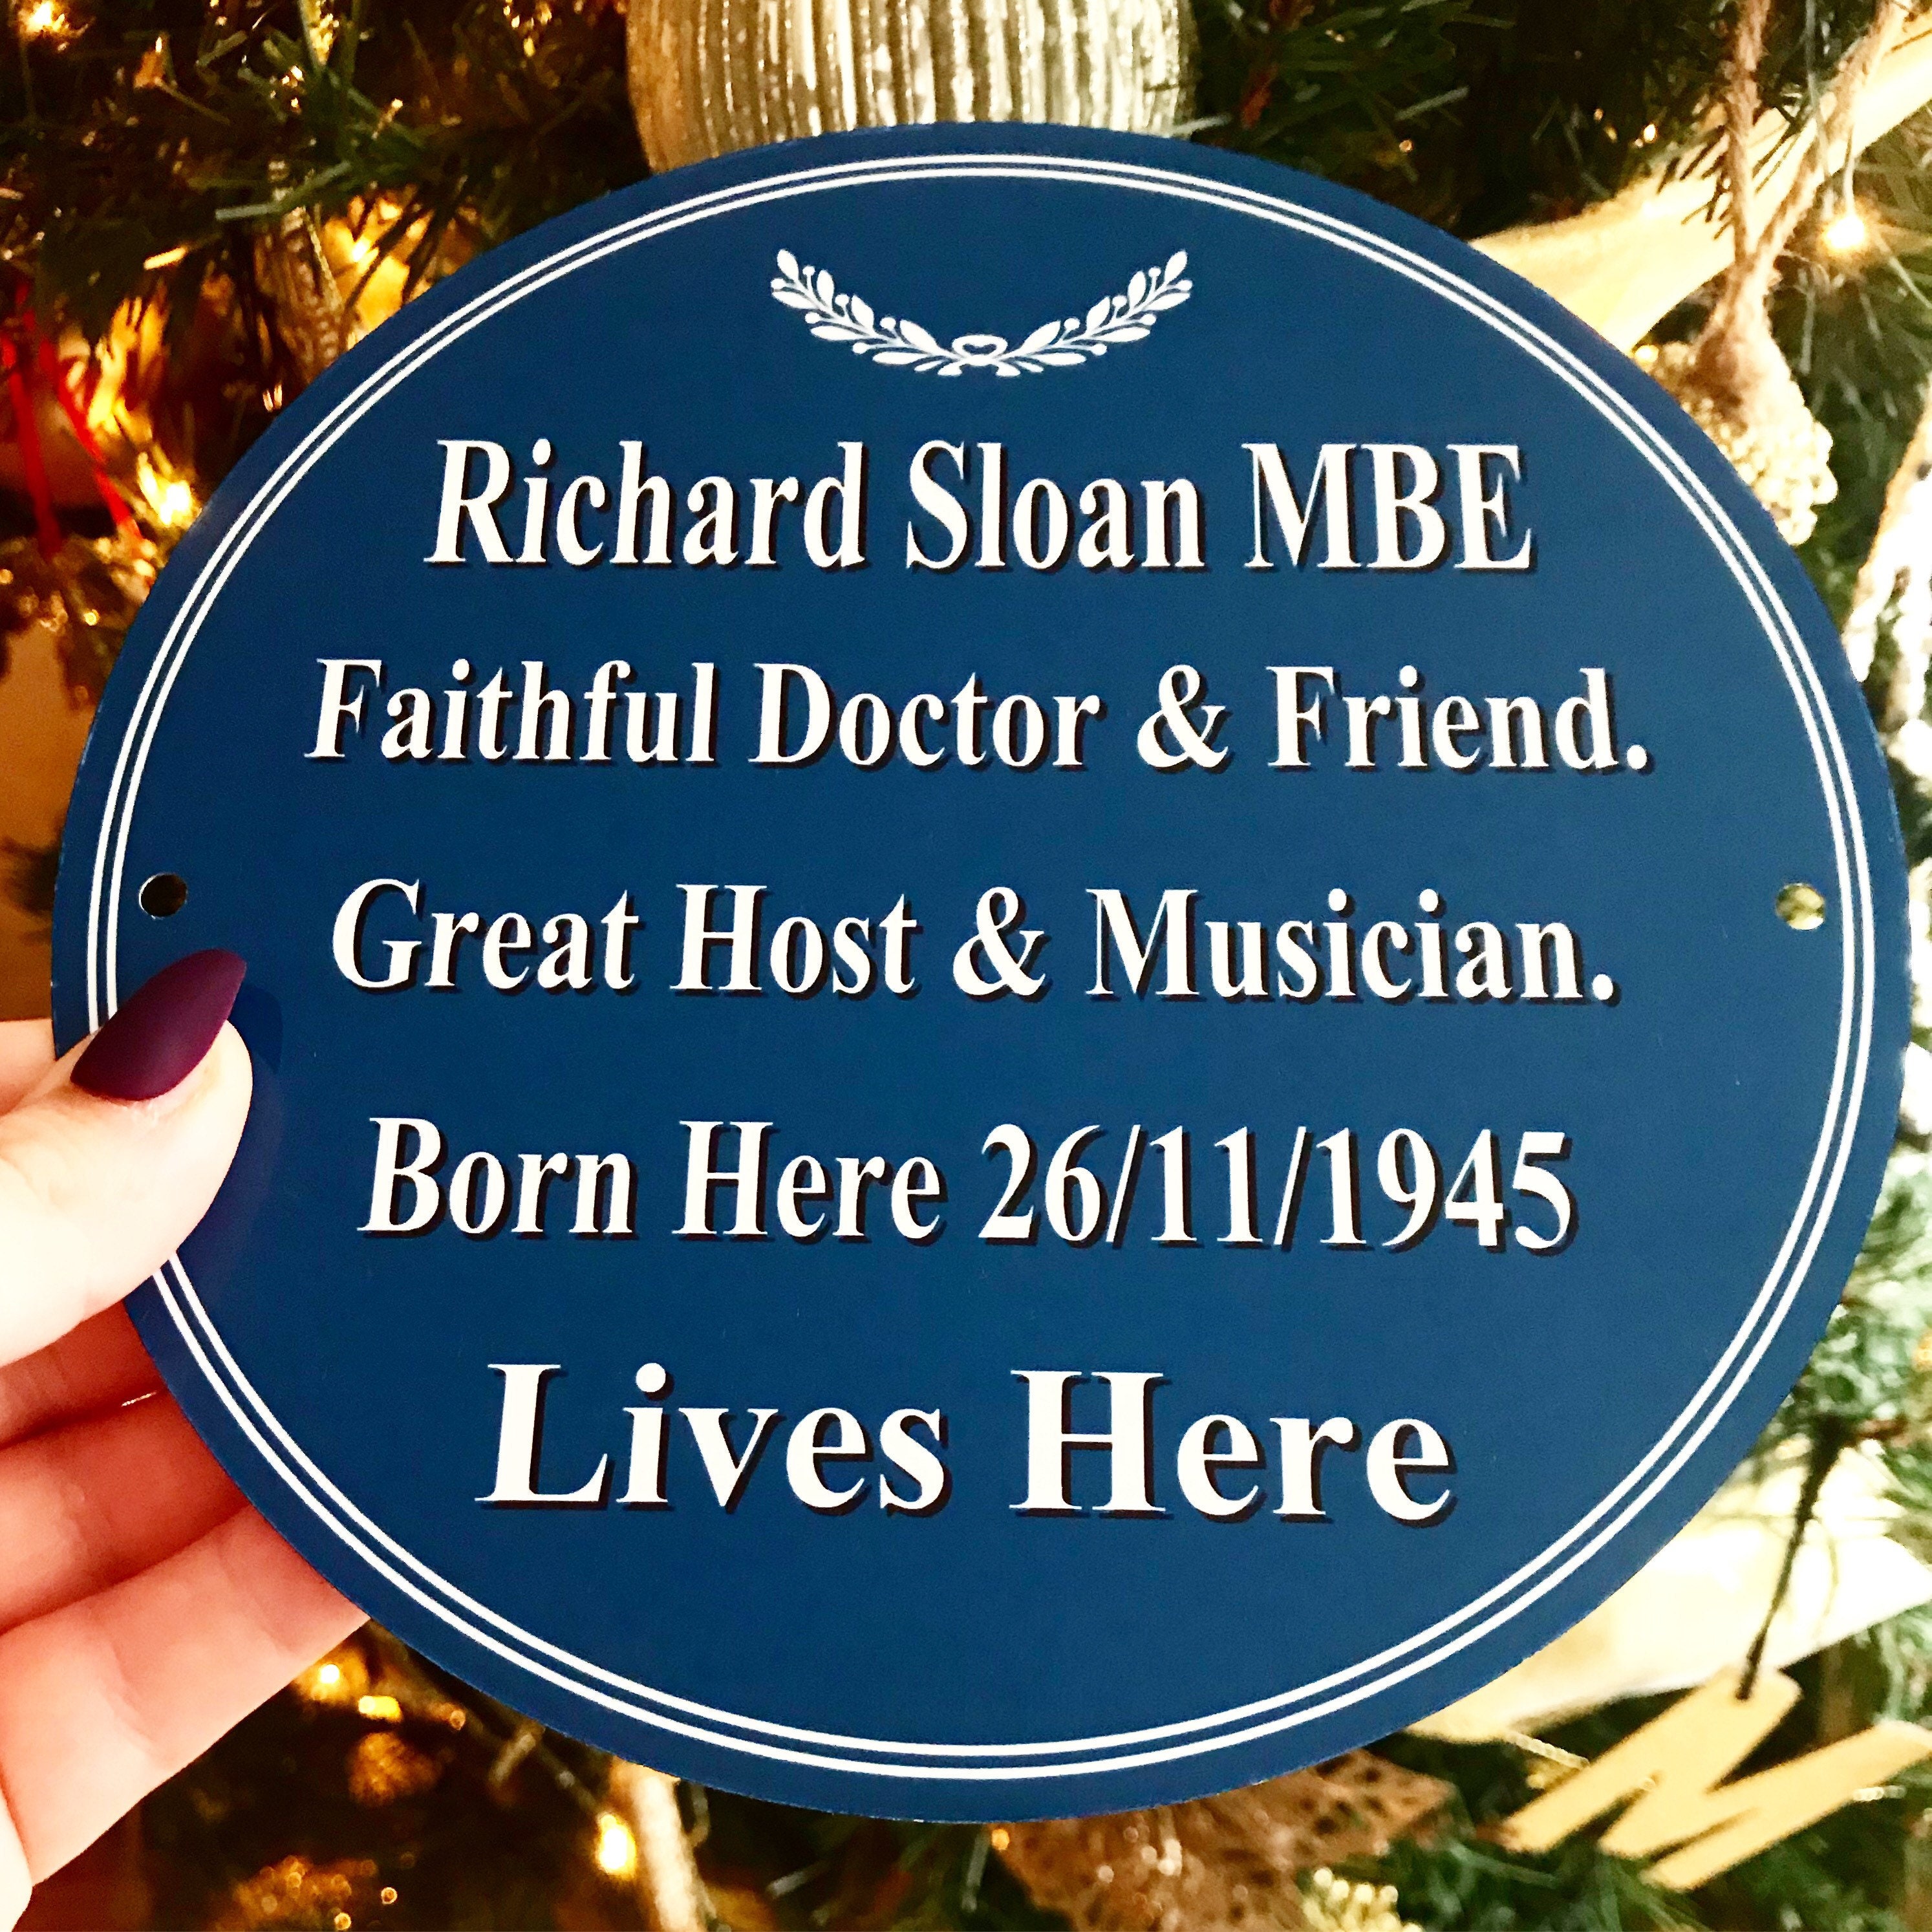 Richard Sloan MBE
Faithful Doctor & Friend.
Great Host & Musician.
Born Here 26/11/1945
Lives Here